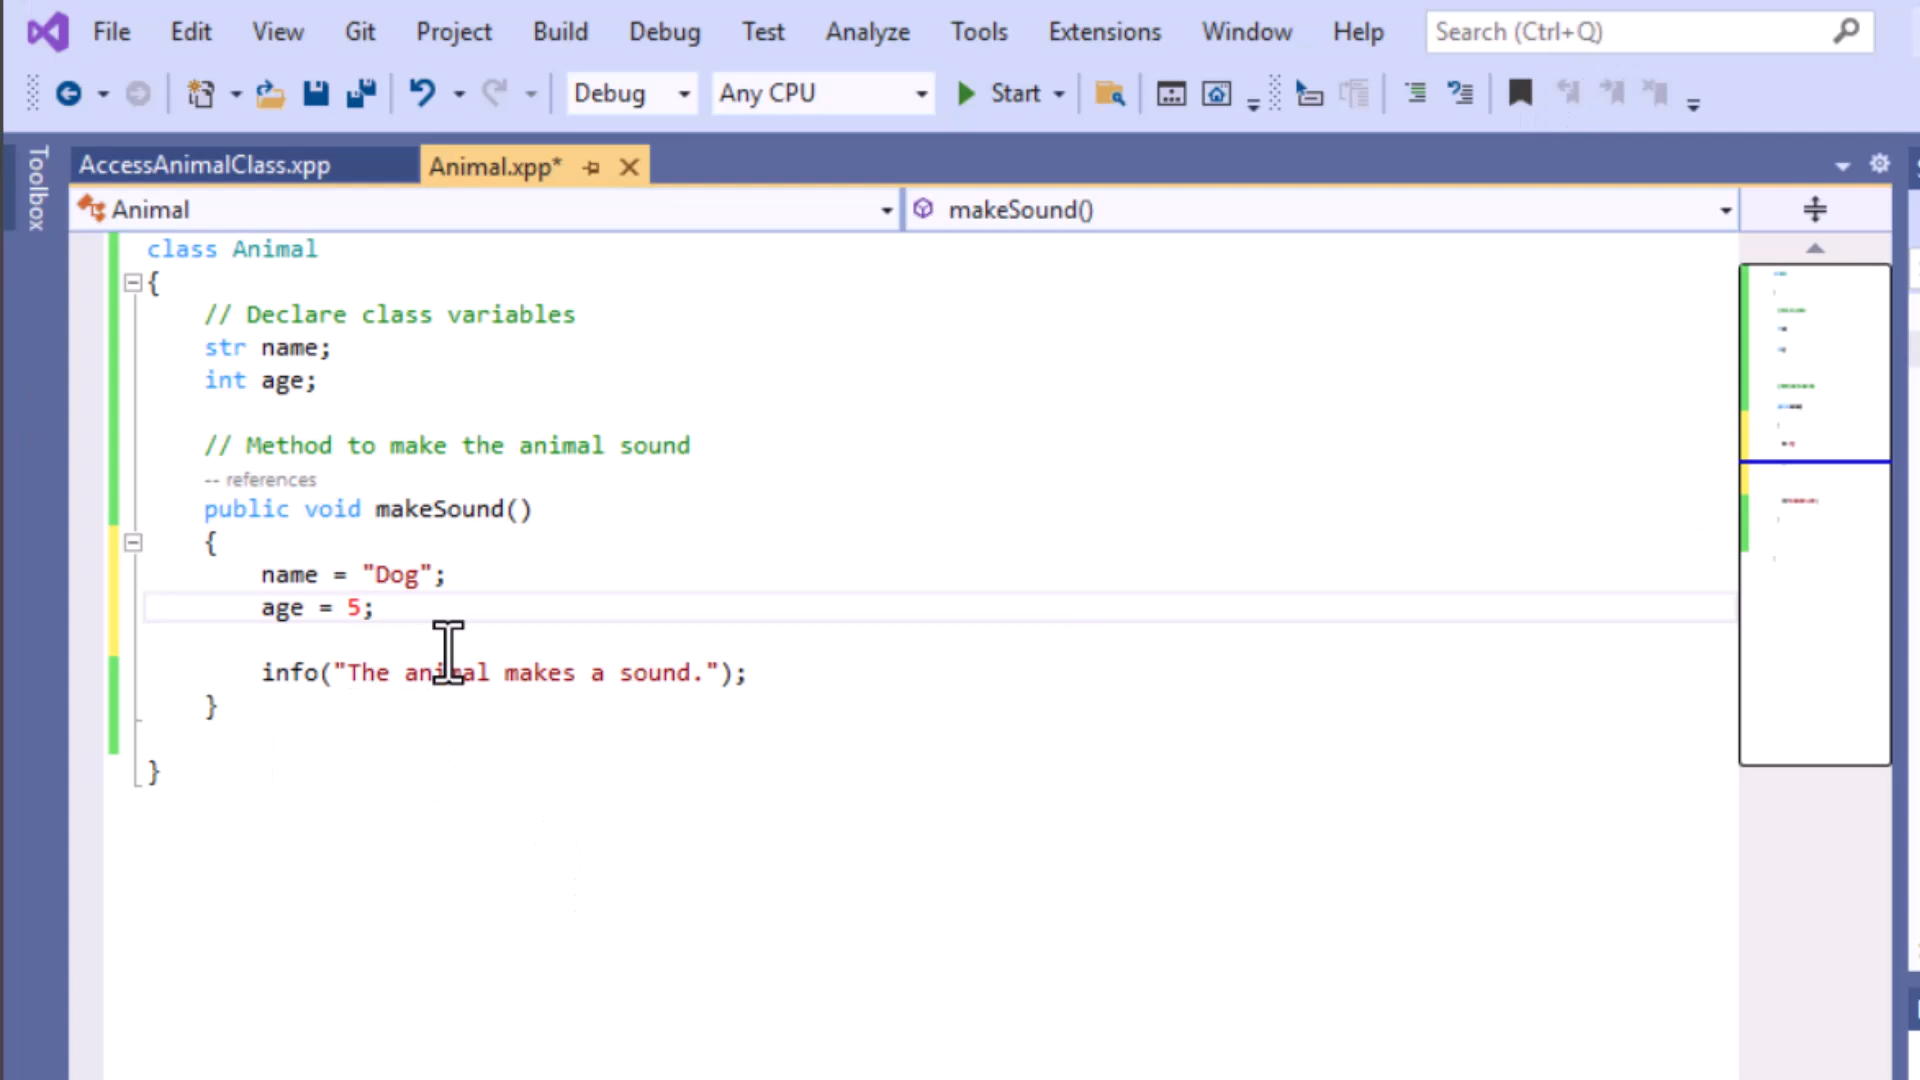 File Edit View Git Project Build Debug Test Analyze Tools Extensions Window Help Search (Ctrl+Q)
Debug Any CPU Start
Toolbox
AccessAnimalClass.xpp Animal.xpp*
Animal makeSound()
class Animal
{
// Declare class variables
str name;
int age;
// Method to make the animal sound
-- references
public void makeSound()
{
name = "Dog";
age = 5;
info("The animal makes a sound.");
}
}